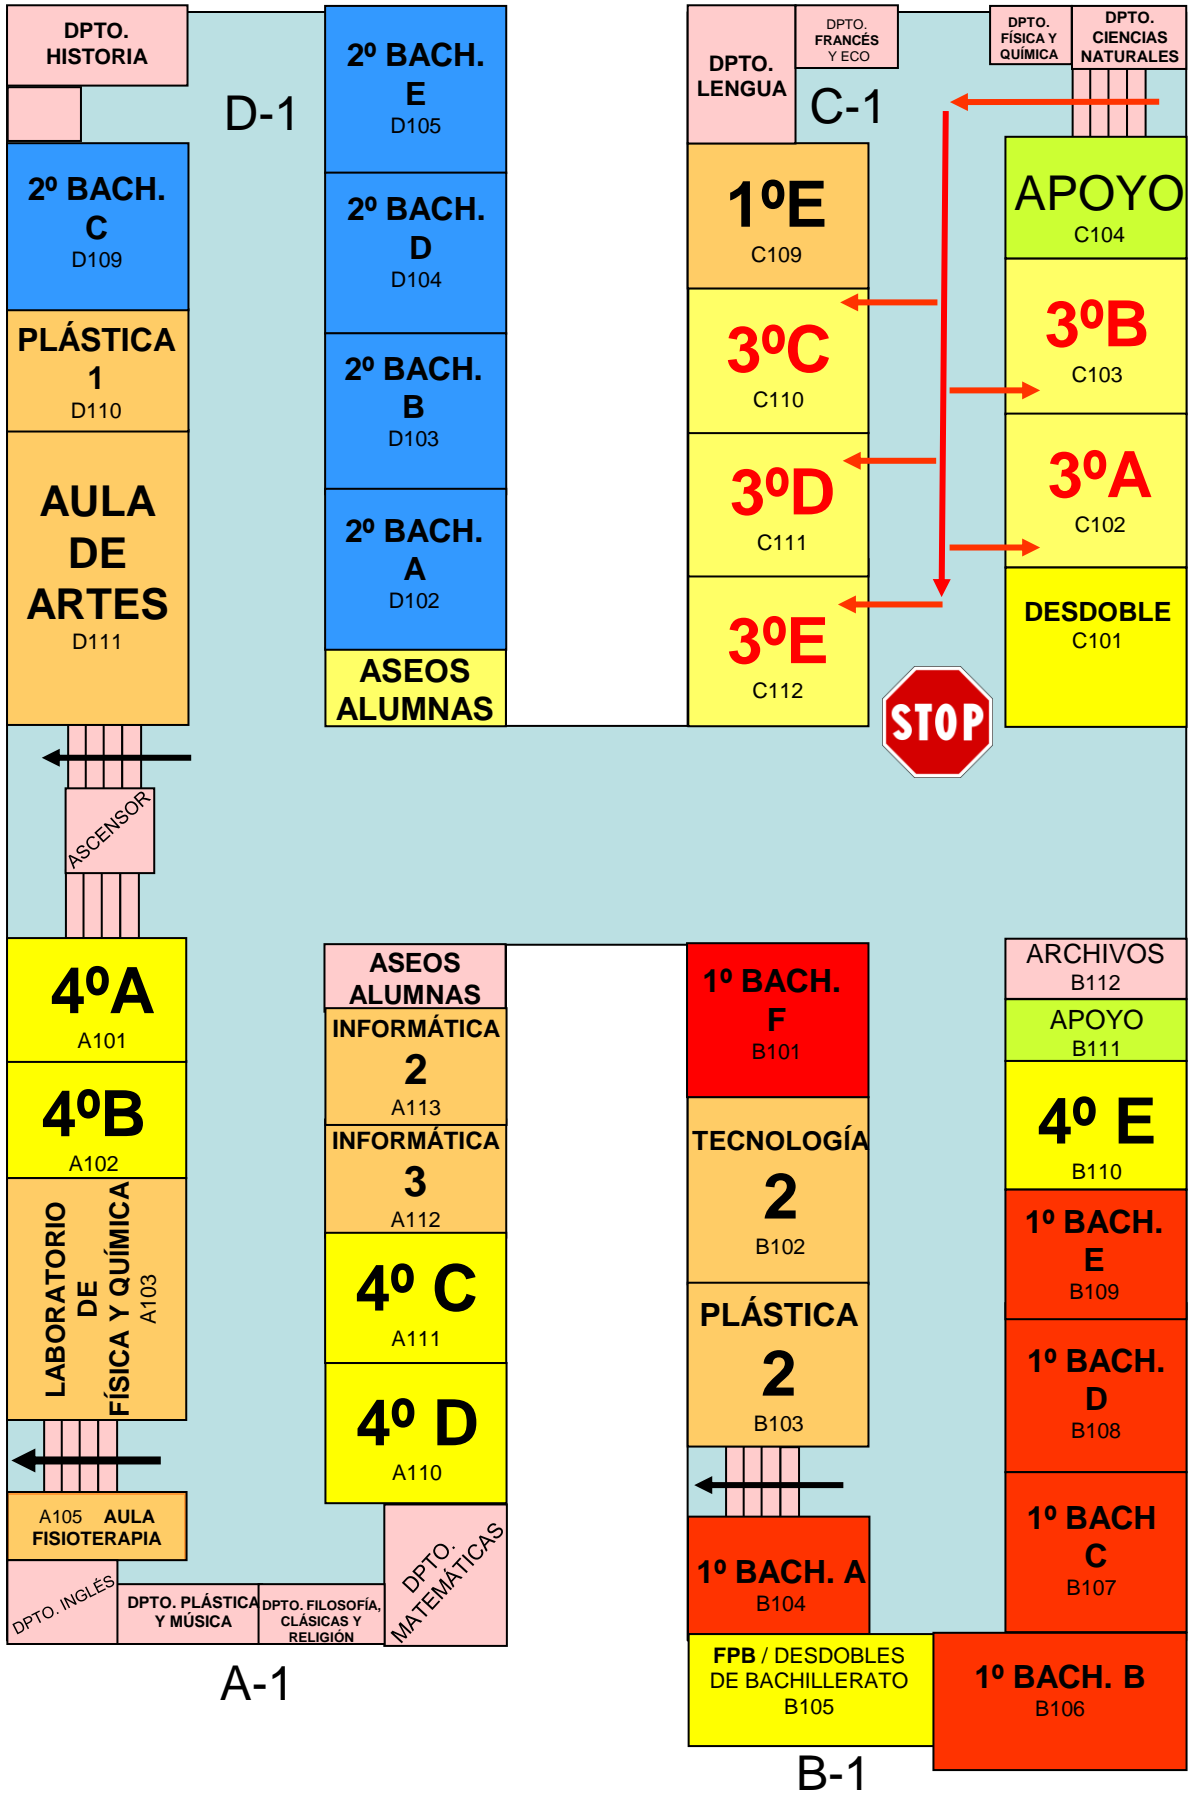 DPTO.
HISTORIA
D-1
2º BACH.
E
D105
2º BACH.
C
D109
2º BACH.
D
D104
PLÁSTICA
1
D110
2º BACH.
B
D103
AULA
DE
ARTES
D111
2º BACH.
A
D102
ASEOS
ALUMNAS
ASCENSOR
DPTO.
LENGUA
DPTO.
FRANCÉS
Y ECO
DPTO.
FÍSICA Y
QUÍMICA
DPTO.
CIENCIAS
NATURALES
C-1
1ºE
C109
APOYO
C104
3ºC
C110
3ºB
C103
3ºD
C111
3ºA
C102
3ºE
C112
DESDOBLE
C101
STOP
4ºA
A101
4ºB
A102
LABORATORIO
DE
FÍSICA Y QUÍMICA
A103
A105 AULA
FISIOTERAPIA
DPTO. INGLÉS
DPTO. PLÁSTICA
Y MÚSICA
DPTO. FILOSOFÍA,
CLÁSICAS Y
RELIGIÓN
DPTO.
MATEMÁTICAS
ASEOS
ALUMNAS
INFORMÁTICA
2
A113
INFORMÁTICA
3
A112
4º C
A111
4º D
A110
A-1
1º BACH.
F
B101
TECNOLOGÍA
2
B102
PLÁSTICA
2
B103
1º BACH. A
B104
FPB / DESDOBLES
DE BACHILLERATO
B105
ARCHIVOS
B112
APOYO
B111
4º E
B110
1º BACH.
E
B109
1º BACH.
D
B108
1º BACH
C
B107
1º BACH. B
B106
B-1